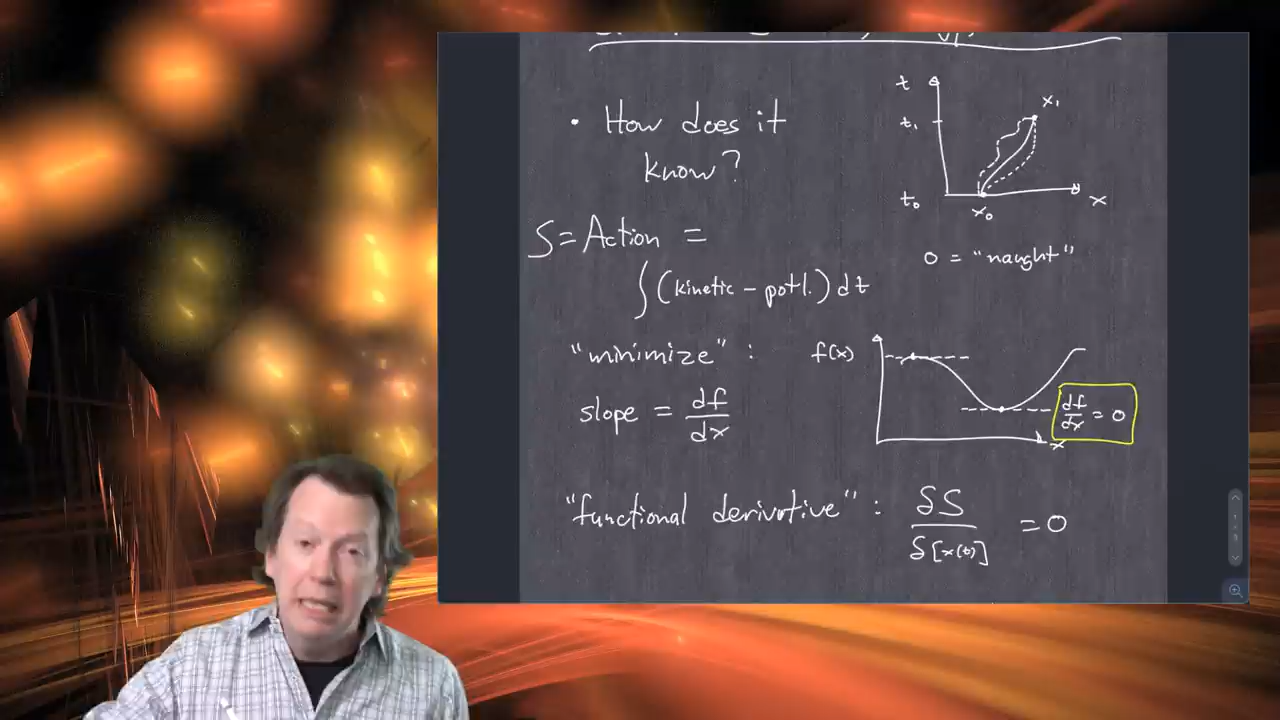 • How does it
know?
t
t₁
x₁
t₀
x₀
x
S = Action =
∫ (kinetic - pot'l.) dt
0 = "naught"
"minimize" :
f(x)
slope = df/dx
df/dx = 0
x
"functional derivative" : δS/δ[x(t)] = 0